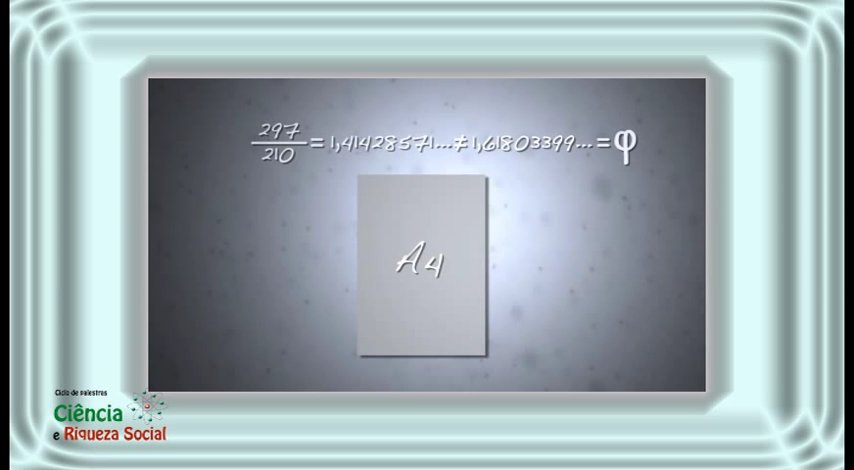 297
210
= 1,41428571... ≠ 1,61803399... = φ
A4
Ciclo de palestras
Ciência
e Riqueza Social